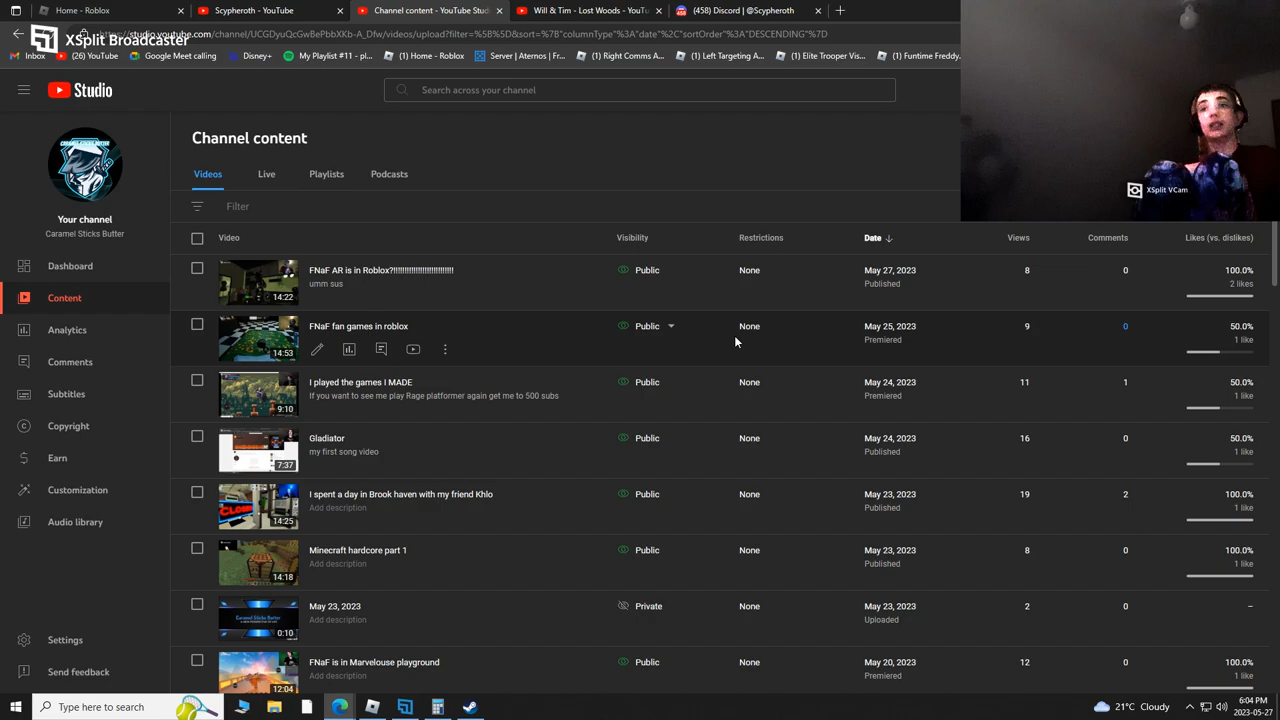 Home - Roblox
Scypheroth - YouTube
Channel content - YouTube Stud
Will & Tim - Lost Woods - YouTu
(458) Discord | @Scypheroth
XSplit Broadcaster
Inbox
(26) YouTube
Google Meet calling
Disney+
My Playlist #11 - pl...
(1) Home - Roblox
Server | Aternos | Fr...
(1) Right Comms A...
(1) Left Targeting A...
(1) Elite Trooper Vis...
(1) Funtime Freddy...
Studio
Search across your channel
Channel content
Videos
Live
Playlists
Podcasts
XSplit VCam
Filter
Your channel
Caramel Sticks Butter
Dashboard
Content
Analytics
Comments
Subtitles
Copyright
Earn
Customization
Audio library
Settings
Send feedback
Video Visibility Restrictions Date Views Comments Likes (vs. dislikes)
FNaF AR is in Roblox?!!!!!!!!!!!!!!!!!!!!!!!!!! Public None May 27, 2023 8 0 100.0%
umm sus Published 2 likes
14:22
FNaF fan games in roblox Public None May 25, 2023 9 0 50.0%
Premiered 1 like
14:53
I played the games I MADE Public None May 24, 2023 11 1 50.0%
If you want to see me play Rage platformer again get me to 500 subs Premiered 1 like
9:10
Gladiator Public None May 24, 2023 16 0 50.0%
my first song video Published 1 like
7:37
I spent a day in Brook haven with my friend Khlo Public None May 23, 2023 19 2 100.0%
Add description Published 1 like
14:25
Minecraft hardcore part 1 Public None May 23, 2023 8 0 100.0%
Add description Published 1 like
14:18
May 23, 2023 Private None May 23, 2023 2 0 –
Add description Uploaded
Caramel Sticks Butter
0:10
FNaF is in Marvelouse playground Public None May 20, 2023 12 0 100.0%
Add description Published 1 like
12:04
Type here to search
21°C Cloudy
6:04 PM
2023-05-27